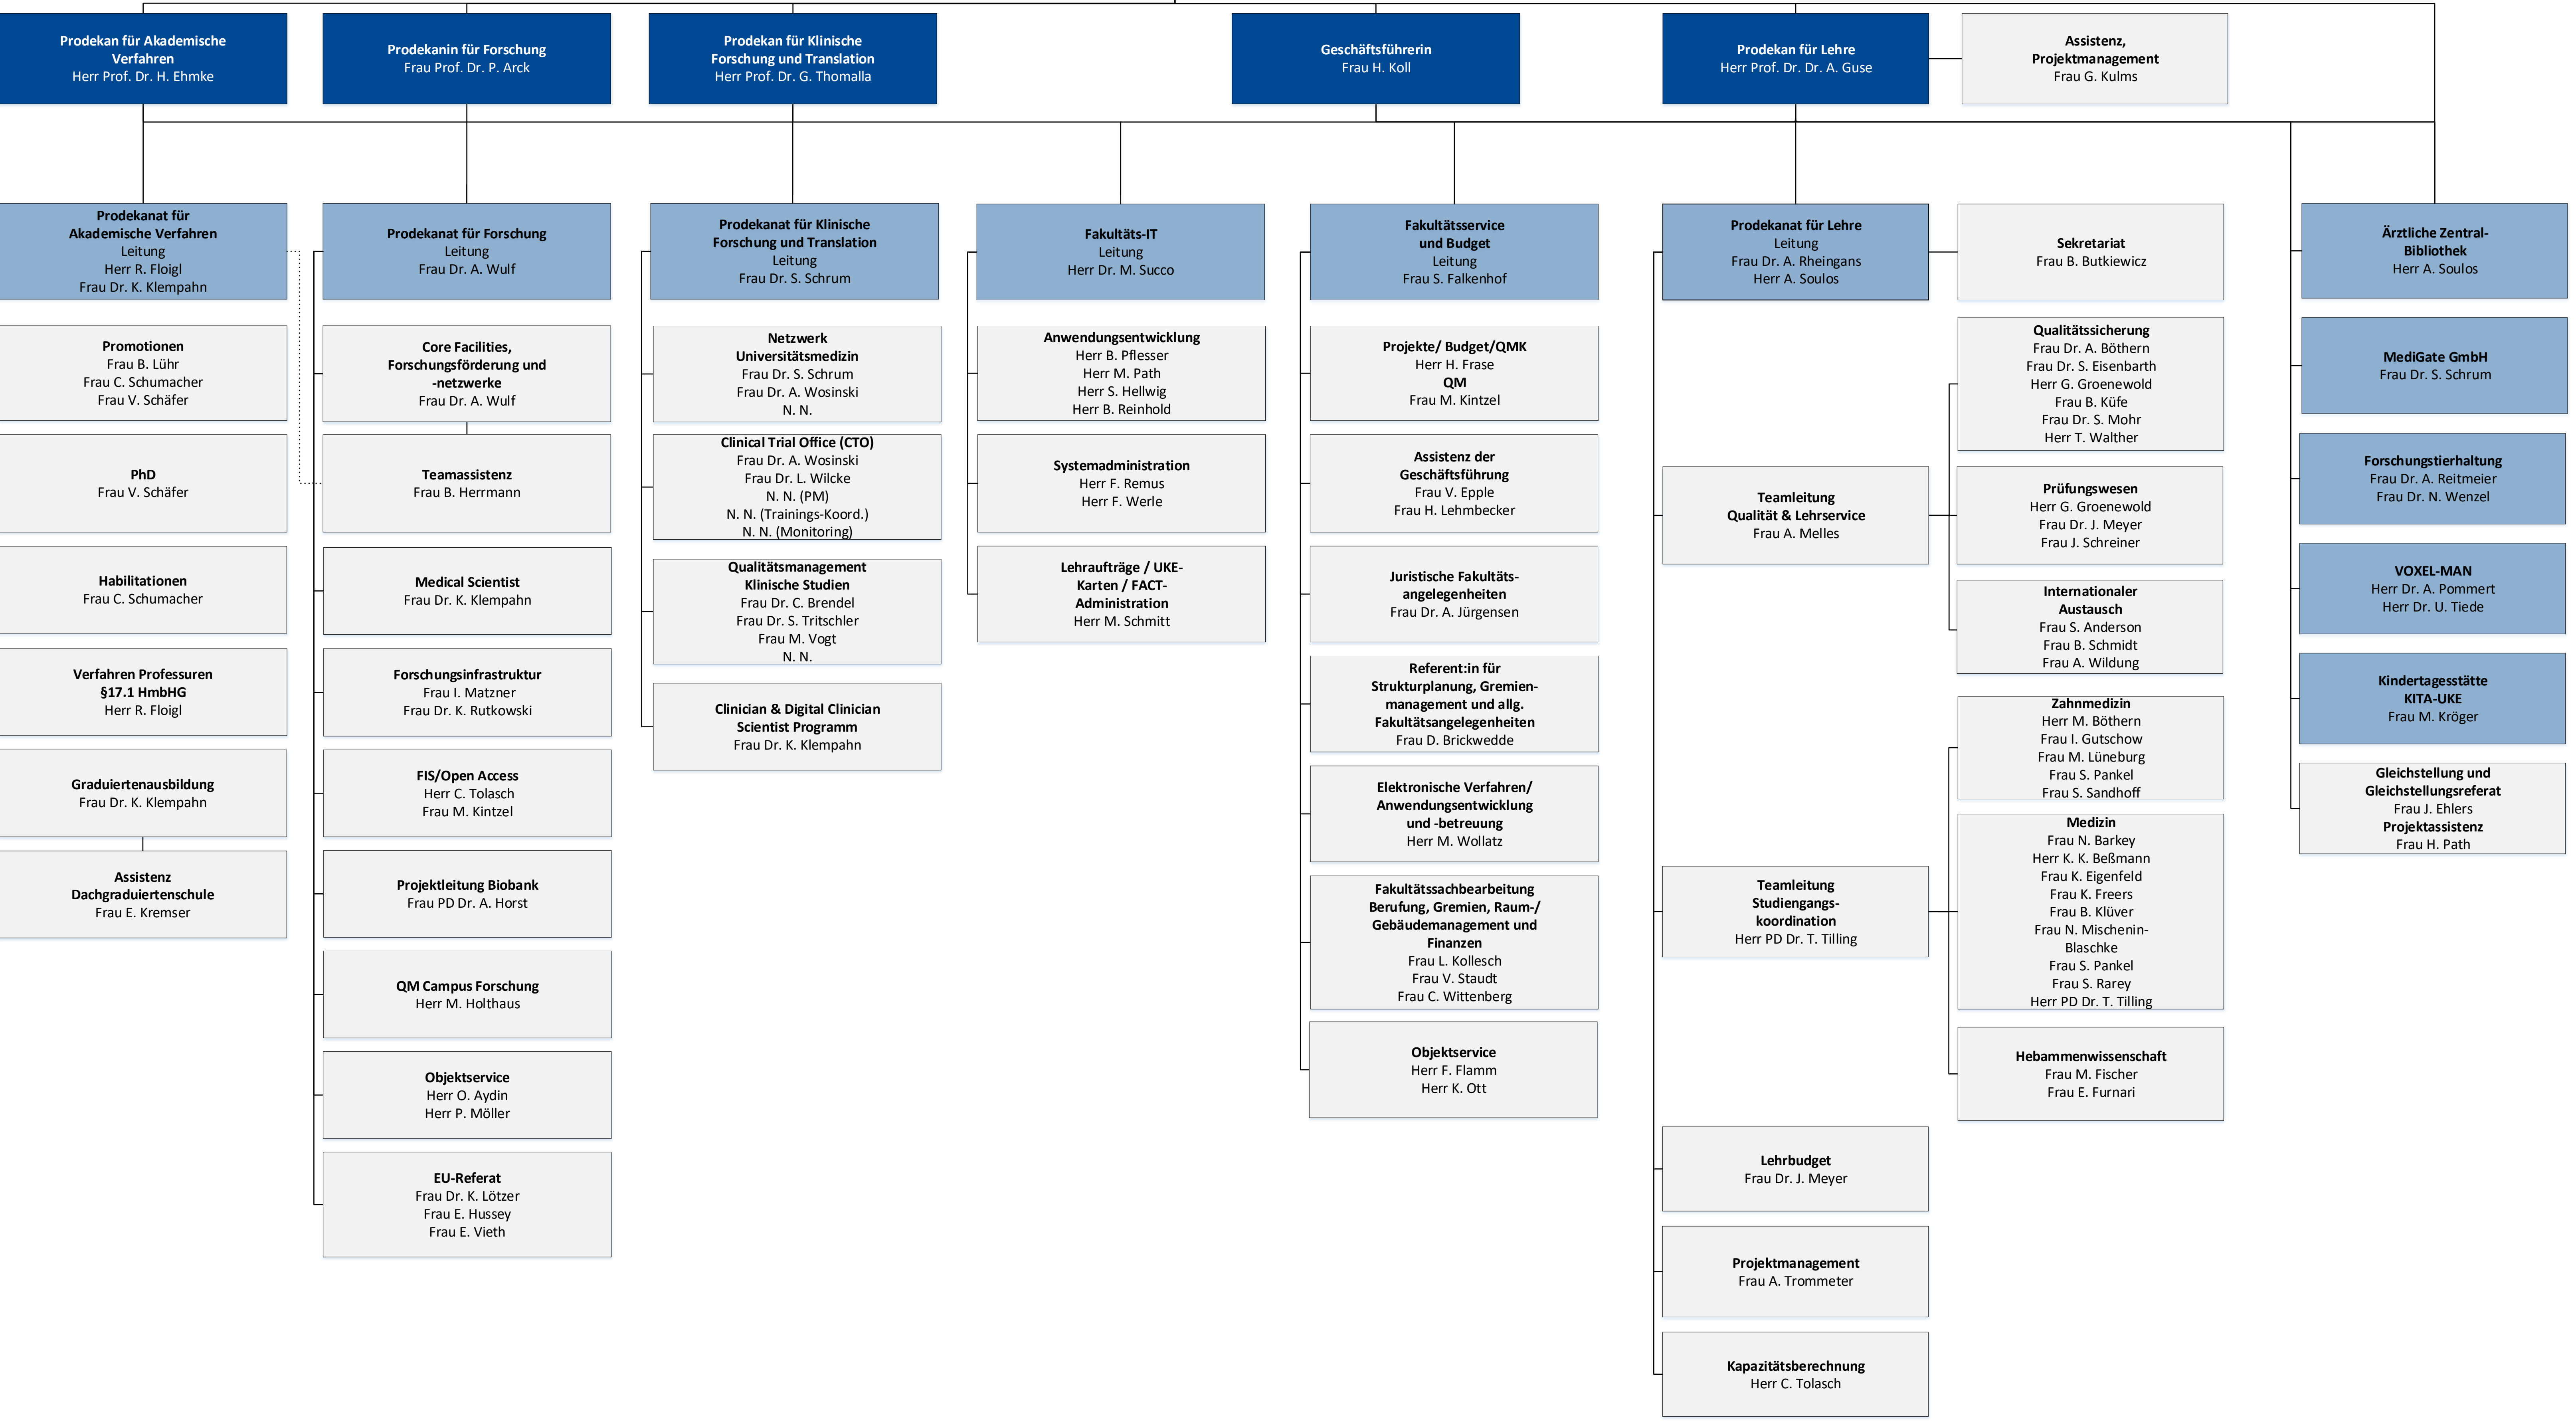 Prodekan für Akademische
Verfahren
Herr Prof. Dr. H. Ehmke
Prodekanin für Forschung
Frau Prof. Dr. P. Arck
Prodekan für Klinische
Forschung und Translation
Herr Prof. Dr. G. Thomalla
Geschäftsführerin
Frau H. Koll
Prodekan für Lehre
Herr Prof. Dr. Dr. A. Guse
Assistenz,
Projektmanagement
Frau G. Kulms
Prodekanat für
Akademische Verfahren
Leitung
Herr R. Floigl
Frau Dr. K. Klempahn
Promotionen
Frau B. Lühr
Frau C. Schumacher
Frau V. Schäfer
PhD
Frau V. Schäfer
Habilitationen
Frau C. Schumacher
Verfahren Professuren
§17.1 HmbHG
Herr R. Floigl
Graduiertenausbildung
Frau Dr. K. Klempahn
Assistenz
Dachgraduiertenschule
Frau E. Kremser
Prodekanat für Forschung
Leitung
Frau Dr. A. Wulf
Core Facilities,
Forschungsförderung und
-netzwerke
Frau Dr. A. Wulf
Teamassistenz
Frau B. Herrmann
Medical Scientist
Frau Dr. K. Klempahn
Forschungsinfrastruktur
Frau I. Matzner
Frau Dr. K. Rutkowski
FIS/Open Access
Herr C. Tolasch
Frau M. Kintzel
Projektleitung Biobank
Frau PD Dr. A. Horst
QM Campus Forschung
Herr M. Holthaus
Objektservice
Herr O. Aydin
Herr P. Möller
EU-Referat
Frau Dr. K. Lötzer
Frau E. Hussey
Frau E. Vieth
Prodekanat für Klinische
Forschung und Translation
Leitung
Frau Dr. S. Schrum
Netzwerk
Universitätsmedizin
Frau Dr. S. Schrum
Frau Dr. A. Wosinski
N. N.
Clinical Trial Office (CTO)
Frau Dr. A. Wosinski
Frau Dr. L. Wilcke
N. N. (PM)
N. N. (Trainings-Koord.)
N. N. (Monitoring)
Qualitätsmanagement
Klinische Studien
Frau Dr. C. Brendel
Frau Dr. S. Tritschler
Frau M. Vogt
N. N.
Clinician & Digital Clinician
Scientist Programm
Frau Dr. K. Klempahn
Fakultäts-IT
Leitung
Herr Dr. M. Succo
Anwendungsentwicklung
Herr B. Pflesser
Herr M. Path
Herr S. Hellwig
Herr B. Reinhold
Systemadministration
Herr F. Remus
Herr F. Werle
Lehraufträge / UKE-
Karten / FACT-
Administration
Herr M. Schmitt
Fakultätsservice
und Budget
Leitung
Frau S. Falkenhof
Projekte/ Budget/QMK
Herr H. Frase
QM
Frau M. Kintzel
Assistenz der
Geschäftsführung
Frau V. Epple
Frau H. Lehmbecker
Juristische Fakultäts-
angelegenheiten
Frau Dr. A. Jürgensen
Referent:in für
Strukturplanung, Gremien-
management und allg.
Fakultätsangelegenheiten
Frau D. Brickwedde
Elektronische Verfahren/
Anwendungsentwicklung
und -betreuung
Herr M. Wollatz
Fakultätssachbearbeitung
Berufung, Gremien, Raum-/
Gebäudemanagement und
Finanzen
Frau L. Kollesch
Frau V. Staudt
Frau C. Wittenberg
Objektservice
Herr F. Flamm
Herr K. Ott
Prodekanat für Lehre
Leitung
Frau Dr. A. Rheingans
Herr A. Soulos
Sekretariat
Frau B. Butkiewicz
Teamleitung
Qualität & Lehrservice
Frau A. Melles
Qualitätssicherung
Frau Dr. A. Böthern
Frau Dr. S. Eisenbarth
Herr G. Groenewold
Frau B. Küfe
Frau Dr. S. Mohr
Herr T. Walther
Prüfungswesen
Herr G. Groenewold
Frau Dr. J. Meyer
Frau J. Schreiner
Internationaler
Austausch
Frau S. Anderson
Frau B. Schmidt
Frau A. Wildung
Teamleitung
Studiengangs-
koordination
Herr PD Dr. T. Tilling
Zahnmedizin
Herr M. Böthern
Frau I. Gutschow
Frau M. Lüneburg
Frau S. Pankel
Frau S. Sandhoff
Medizin
Frau N. Barkey
Herr K. K. Beßmann
Frau K. Eigenfeld
Frau K. Freers
Frau B. Klüver
Frau N. Mischenin-
Blaschke
Frau S. Pankel
Frau S. Rarey
Herr PD Dr. T. Tilling
Hebammenwissenschaft
Frau M. Fischer
Frau E. Furnari
Lehrbudget
Frau Dr. J. Meyer
Projektmanagement
Frau A. Trommeter
Kapazitätsberechnung
Herr C. Tolasch
Ärztliche Zentral-
Bibliothek
Herr A. Soulos
MediGate GmbH
Frau Dr. S. Schrum
Forschungstierhaltung
Frau Dr. A. Reitmeier
Frau Dr. N. Wenzel
VOXEL-MAN
Herr Dr. A. Pommert
Herr Dr. U. Tiede
Kindertagesstätte
KITA-UKE
Frau M. Kröger
Gleichstellung und
Gleichstellungsreferat
Frau J. Ehlers
Projektassistenz
Frau H. Path